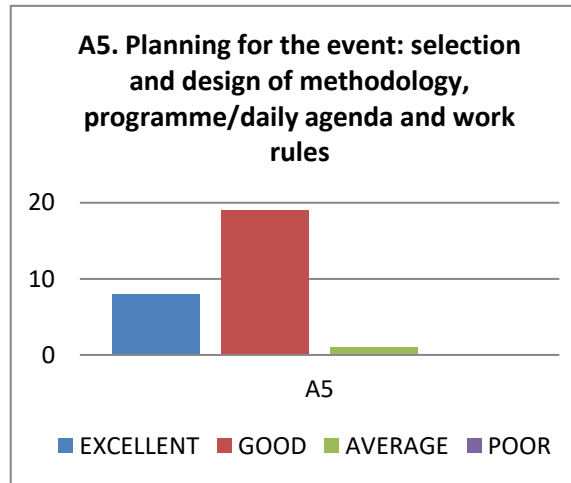 A5. Planning for the event: selection
and design of methodology,
programme/daily agenda and work
rules
20
10
0
A5
EXCELLENT GOOD AVERAGE POOR